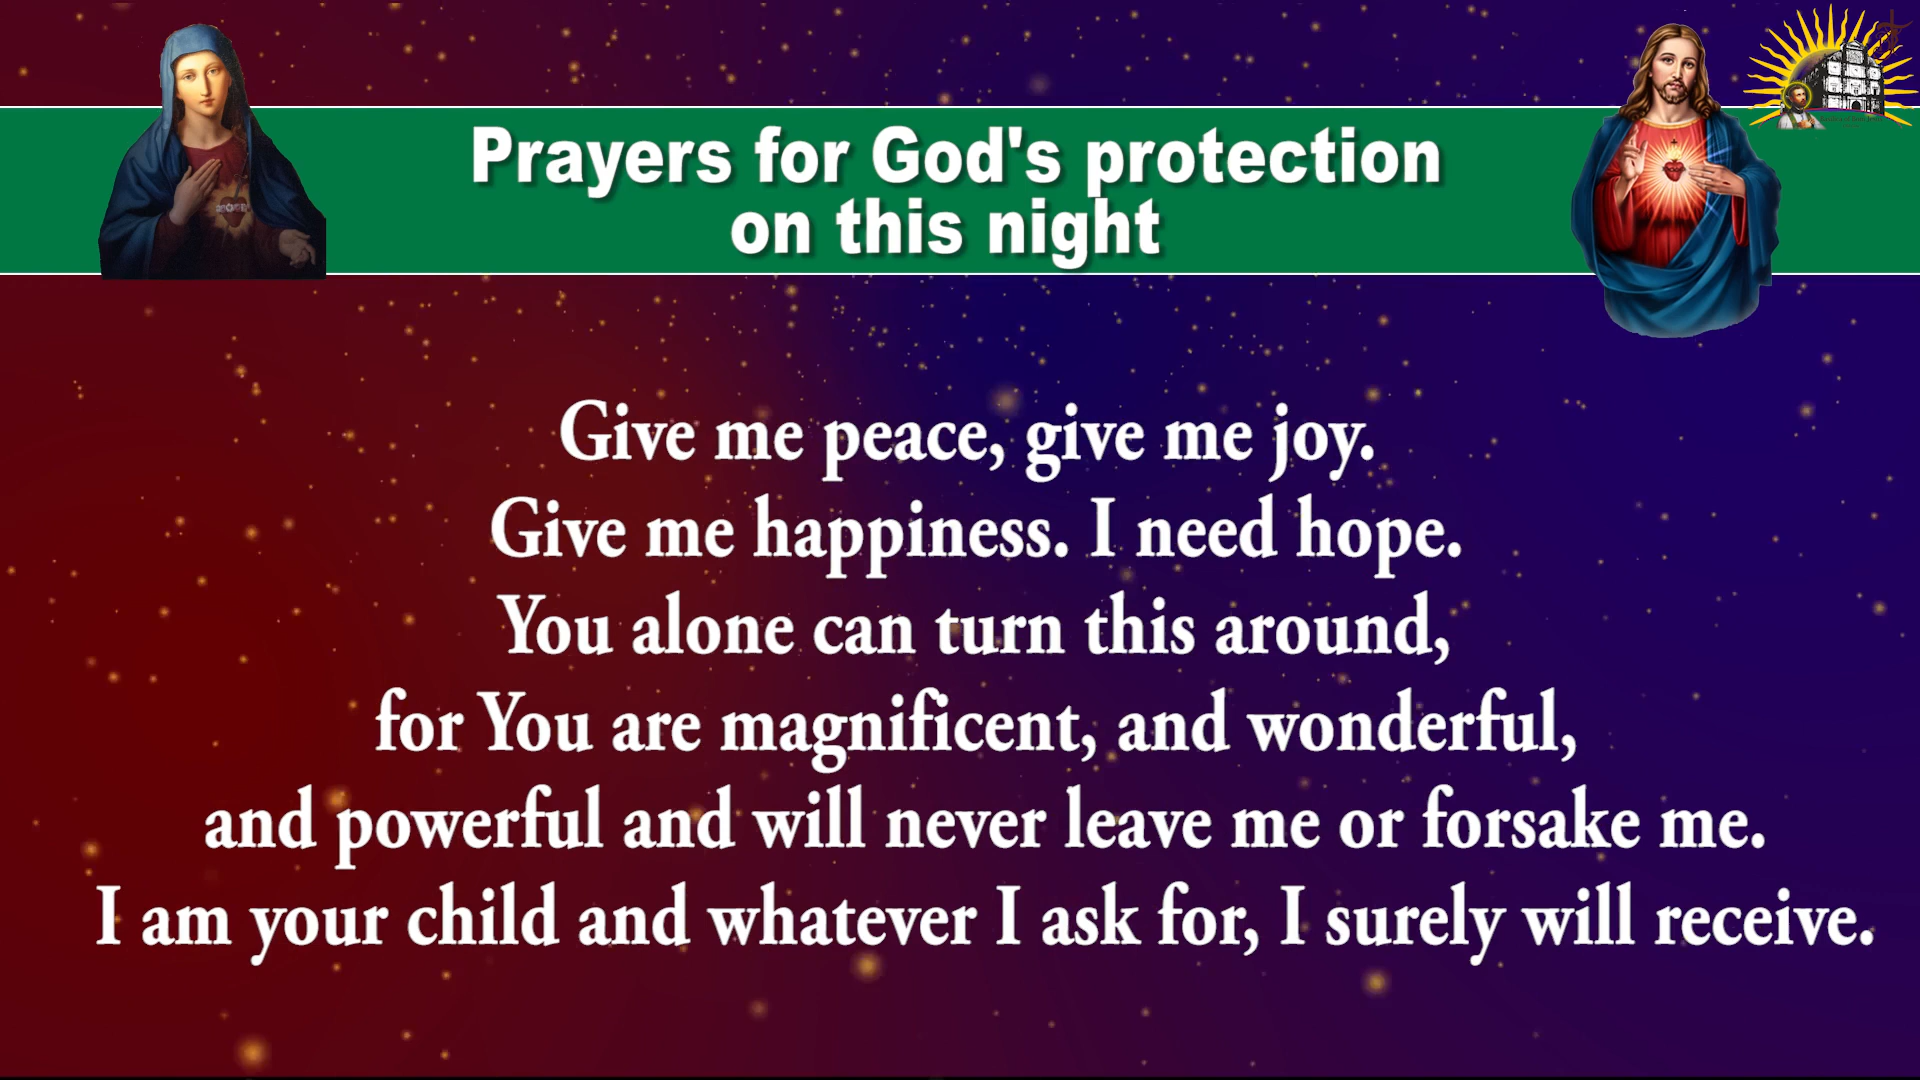 Prayers for God's protection
on this night
Give me peace, give me joy.
Give me happiness. I need hope.
You alone can turn this around,
for You are magnificent, and wonderful,
and powerful and will never leave me or forsake me.
I am your child and whatever I ask for, I surely will receive.